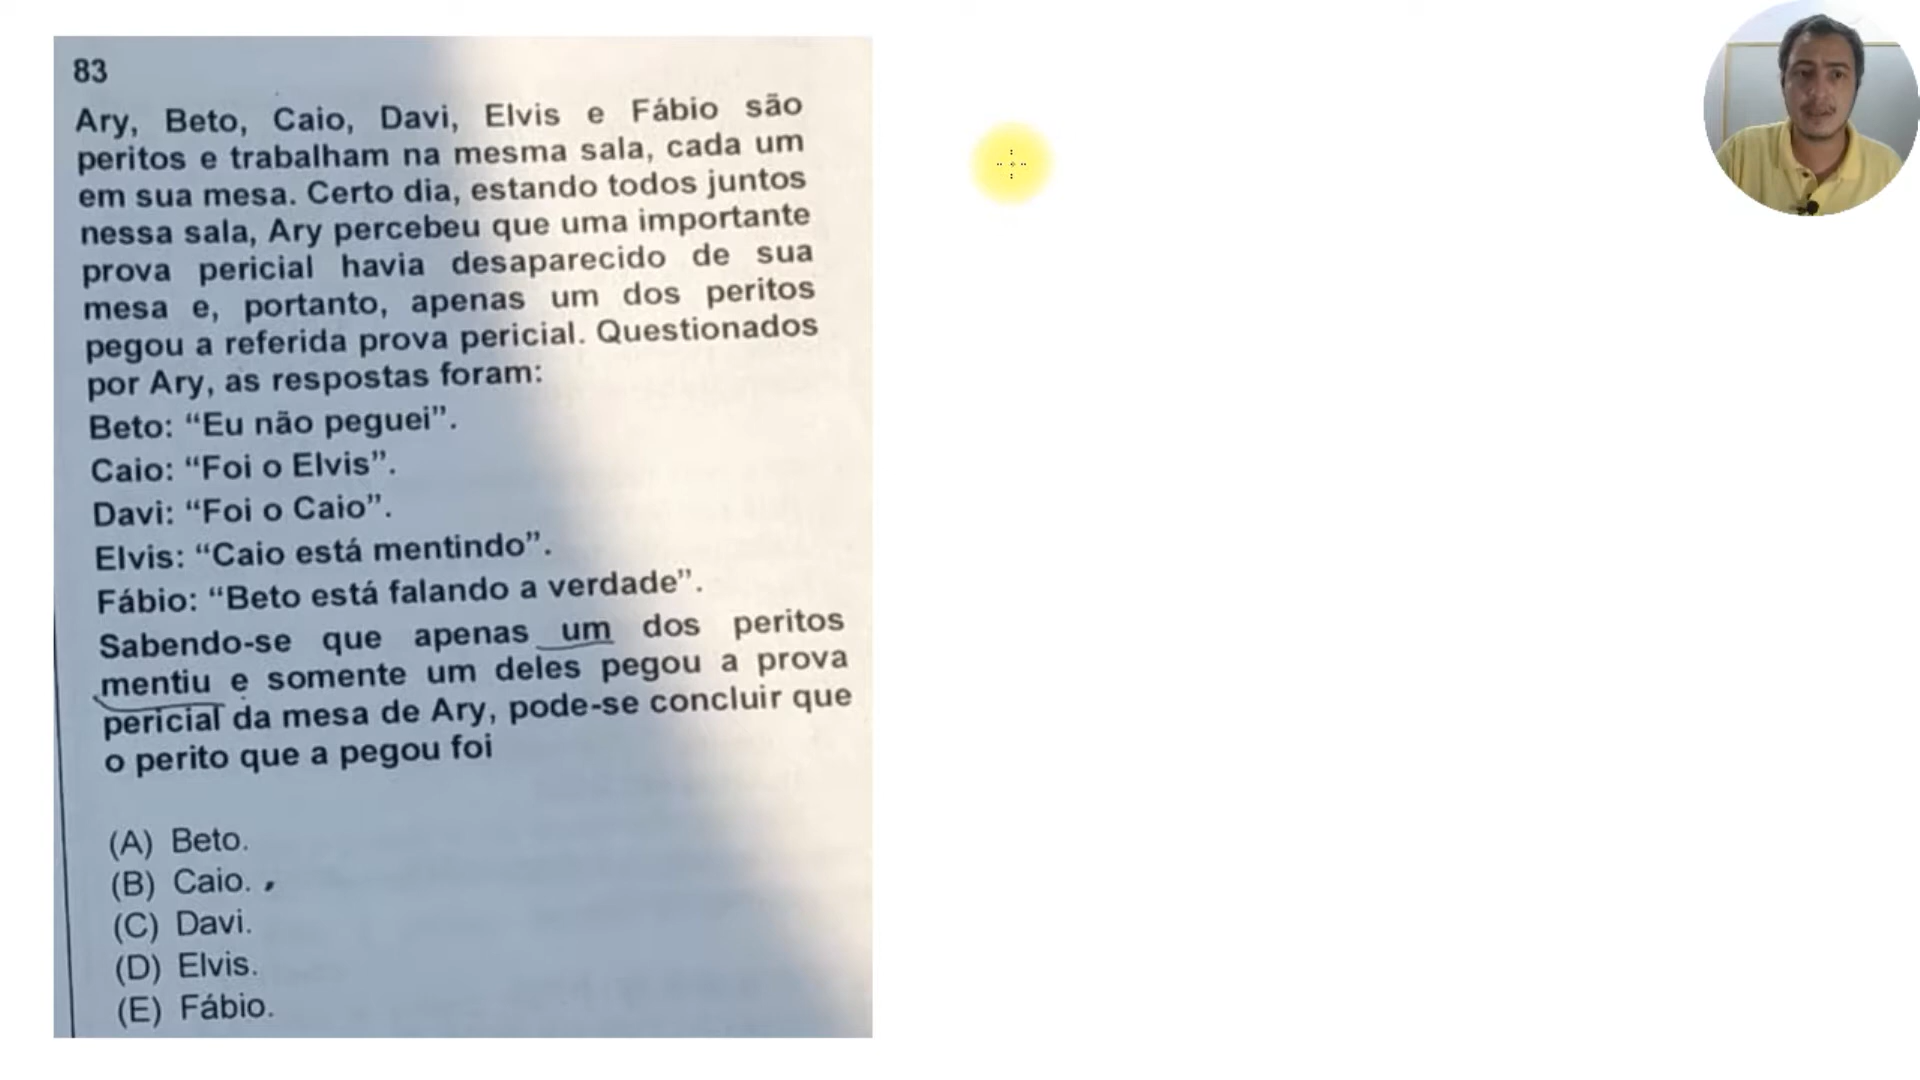 83
Ary, Beto, Caio, Davi, Elvis e Fábio são
peritos e trabalham na mesma sala, cada um
em sua mesa. Certo dia, estando todos juntos
nessa sala, Ary percebeu que uma importante
prova pericial havia desaparecido de sua
mesa e, portanto, apenas um dos peritos
pegou a referida prova pericial. Questionados
por Ary, as respostas foram:
Beto: “Eu não peguei”.
Caio: “Foi o Elvis”.
Davi: “Foi o Caio”.
Elvis: “Caio está mentindo”.
Fábio: “Beto está falando a verdade”.
Sabendo-se que apenas um dos peritos
mentiu e somente um deles pegou a prova
pericial da mesa de Ary, pode-se concluir que
o perito que a pegou foi
(A) Beto.
(B) Caio.
(C) Davi.
(D) Elvis.
(E) Fábio.